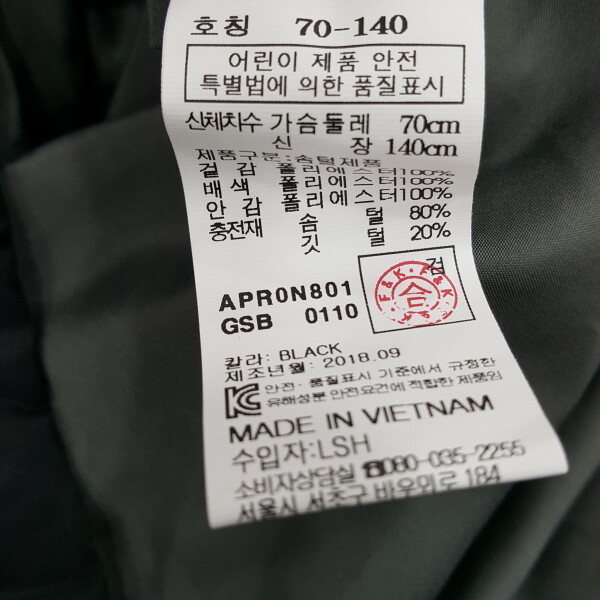 호칭 70-140
어린이 제품 안전
특별법에 의한 품질표시
신체차수 가슴둘레 70cm
신 장 140cm
제품구분:솜털제품
겉 감 폴리에스터100%
배 색 폴리에스터100%
안 감 폴리에스터100%
충전재 솜 털 80%
깃 털 20%
APR0N801
GSB 0110
검
F&K F&K
合
칼라: BLACK
제조년월: 2018.09
KC 안전·품질표시 기준에서 규정한
유해성분 안전요건에 적합한 제품임
MADE IN VIETNAM
수입자:LSH
소비자상담실 ☎080-035-2255
서울시 서초구 바우뫼로 184